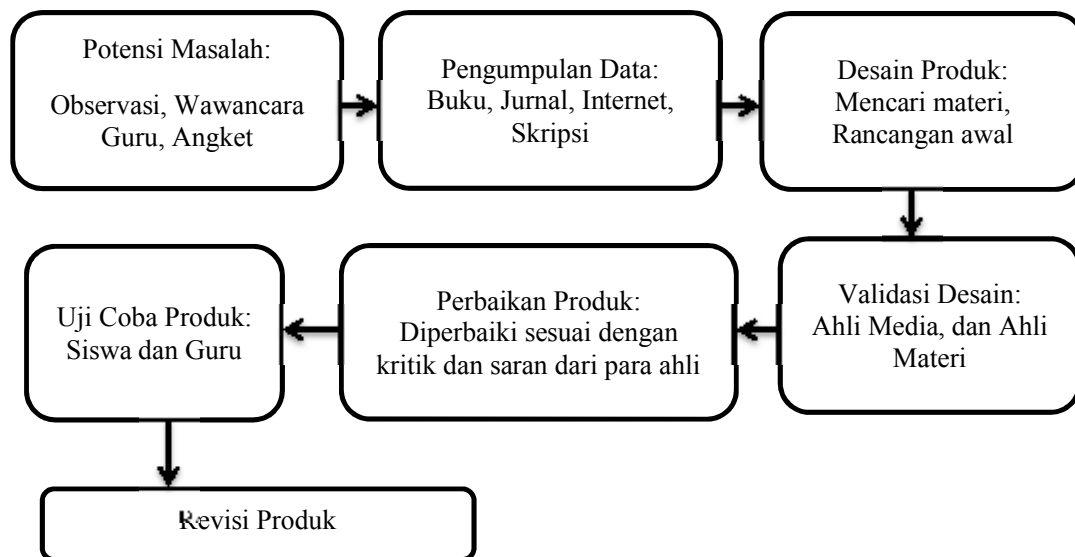 Potensi Masalah:
Observasi, Wawancara
Guru, Angket
Pengumpulan Data:
Buku, Jurnal, Internet,
Skripsi
Desain Produk:
Mencari materi,
Rancangan awal
Validasi Desain:
Ahli Media, dan Ahli
Materi
Perbaikan Produk:
Diperbaiki sesuai dengan
kritik dan saran dari para ahli
Uji Coba Produk:
Siswa dan Guru
Revisi Produk